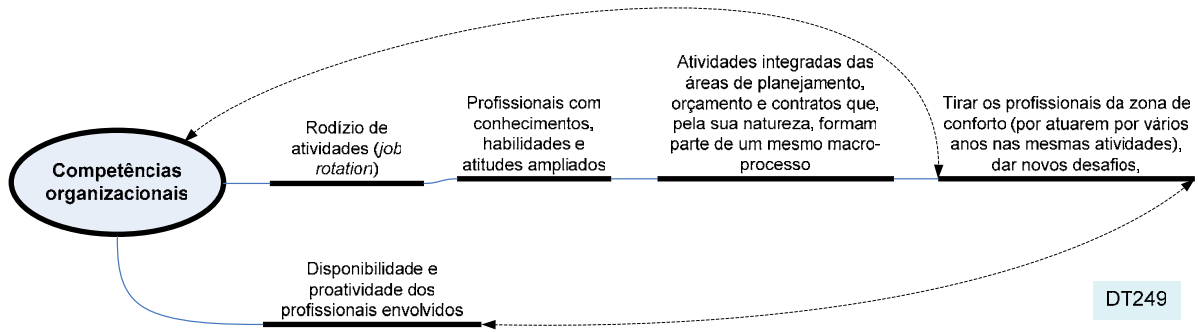 Competências
organizacionais
Rodízio de
atividades (job
rotation)
Profissionais com
conhecimentos,
habilidades e
atitudes ampliados
Atividades integradas das
áreas de planejamento,
orçamento e contratos que,
pela sua natureza, formam
parte de um mesmo macro-
processo
Tirar os profissionais da zona de
conforto (por atuarem por vários
anos nas mesmas atividades),
dar novos desafios,
Disponibilidade e
proatividade dos
profissionais envolvidos
DT249